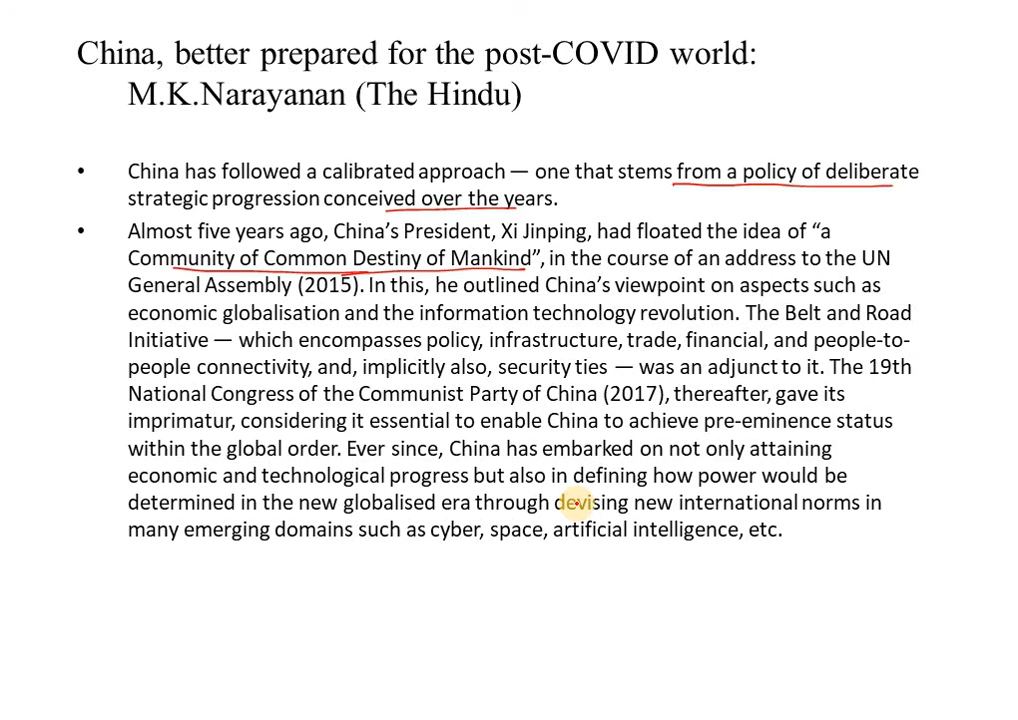 China, better prepared for the post-COVID world:
M.K.Narayanan (The Hindu)
• China has followed a calibrated approach — one that stems from a policy of deliberate
strategic progression conceived over the years.
• Almost five years ago, China’s President, Xi Jinping, had floated the idea of “a
Community of Common Destiny of Mankind”, in the course of an address to the UN
General Assembly (2015). In this, he outlined China’s viewpoint on aspects such as
economic globalisation and the information technology revolution. The Belt and Road
Initiative — which encompasses policy, infrastructure, trade, financial, and people-to-
people connectivity, and, implicitly also, security ties — was an adjunct to it. The 19th
National Congress of the Communist Party of China (2017), thereafter, gave its
imprimatur, considering it essential to enable China to achieve pre-eminence status
within the global order. Ever since, China has embarked on not only attaining
economic and technological progress but also in defining how power would be
determined in the new globalised era through devising new international norms in
many emerging domains such as cyber, space, artificial intelligence, etc.